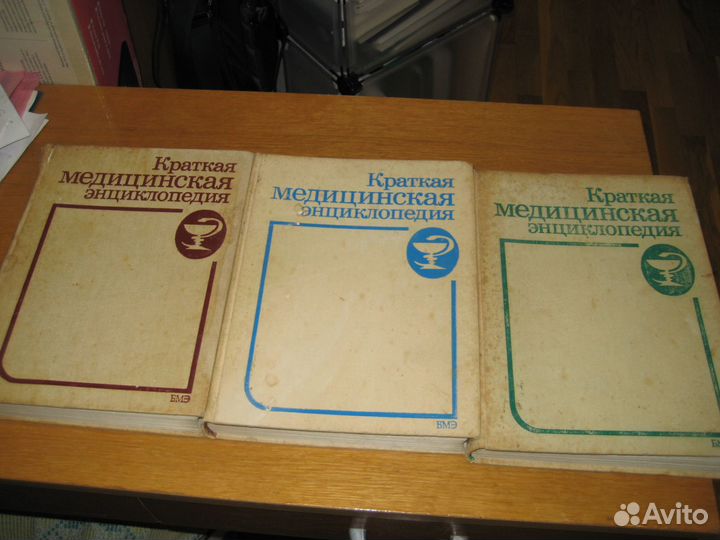 Краткая
медицинская
энциклопедия
БМЭ
Краткая
медицинская
энциклопедия
БМЭ
Краткая
медицинская
энциклопедия
Avito